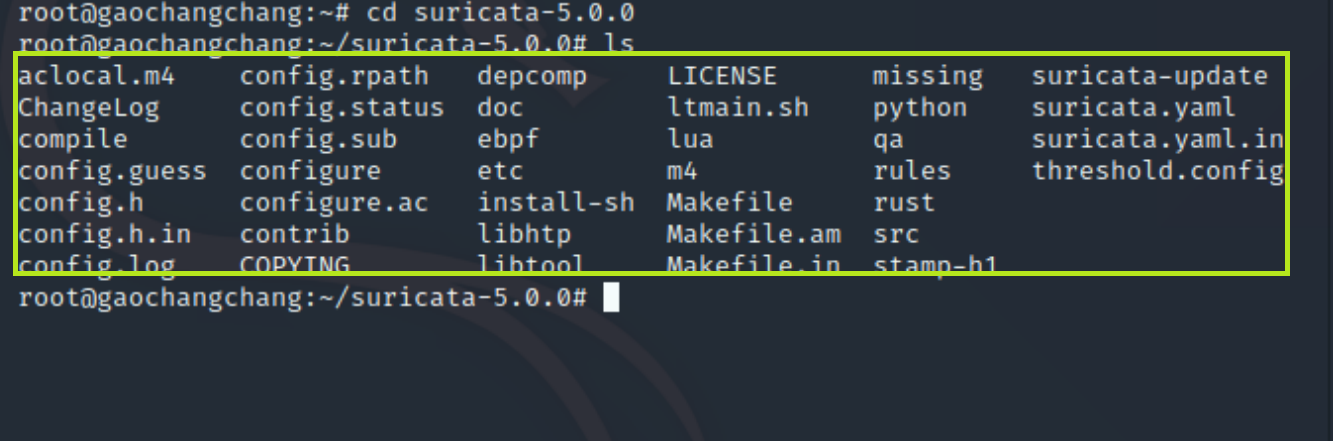 root@gaochangchang:~# cd suricata-5.0.0
root@gaochangchang:~/suricata-5.0.0# ls
aclocal.m4 config.rpath depcomp LICENSE missing suricata-update
ChangeLog config.status doc ltmain.sh python suricata.yaml
compile config.sub ebpf lua qa suricata.yaml.in
config.guess configure etc m4 rules threshold.config
config.h configure.ac install-sh Makefile rust
config.h.in contrib libhtp Makefile.am src
config.log COPYING libtool Makefile.in stamp-h1
root@gaochangchang:~/suricata-5.0.0#